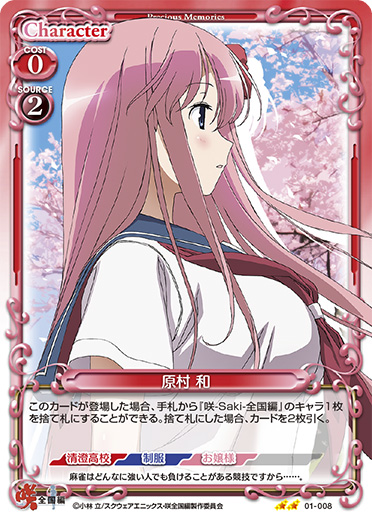 Precious Memories
Character
COST
0
SOURCE
2
原村 和
このカードが登場した場合、手札から『咲-Saki-全国編』のキャラ1枚
を捨て札にすることができる。捨て札にした場合、カードを2枚引く。
清澄高校 制服 お嬢様
麻雀はどんなに強い人でも負けることがある競技ですから……。
咲 全国編
©小林 立/スクウェアエニックス・咲全国編製作委員会
01-008